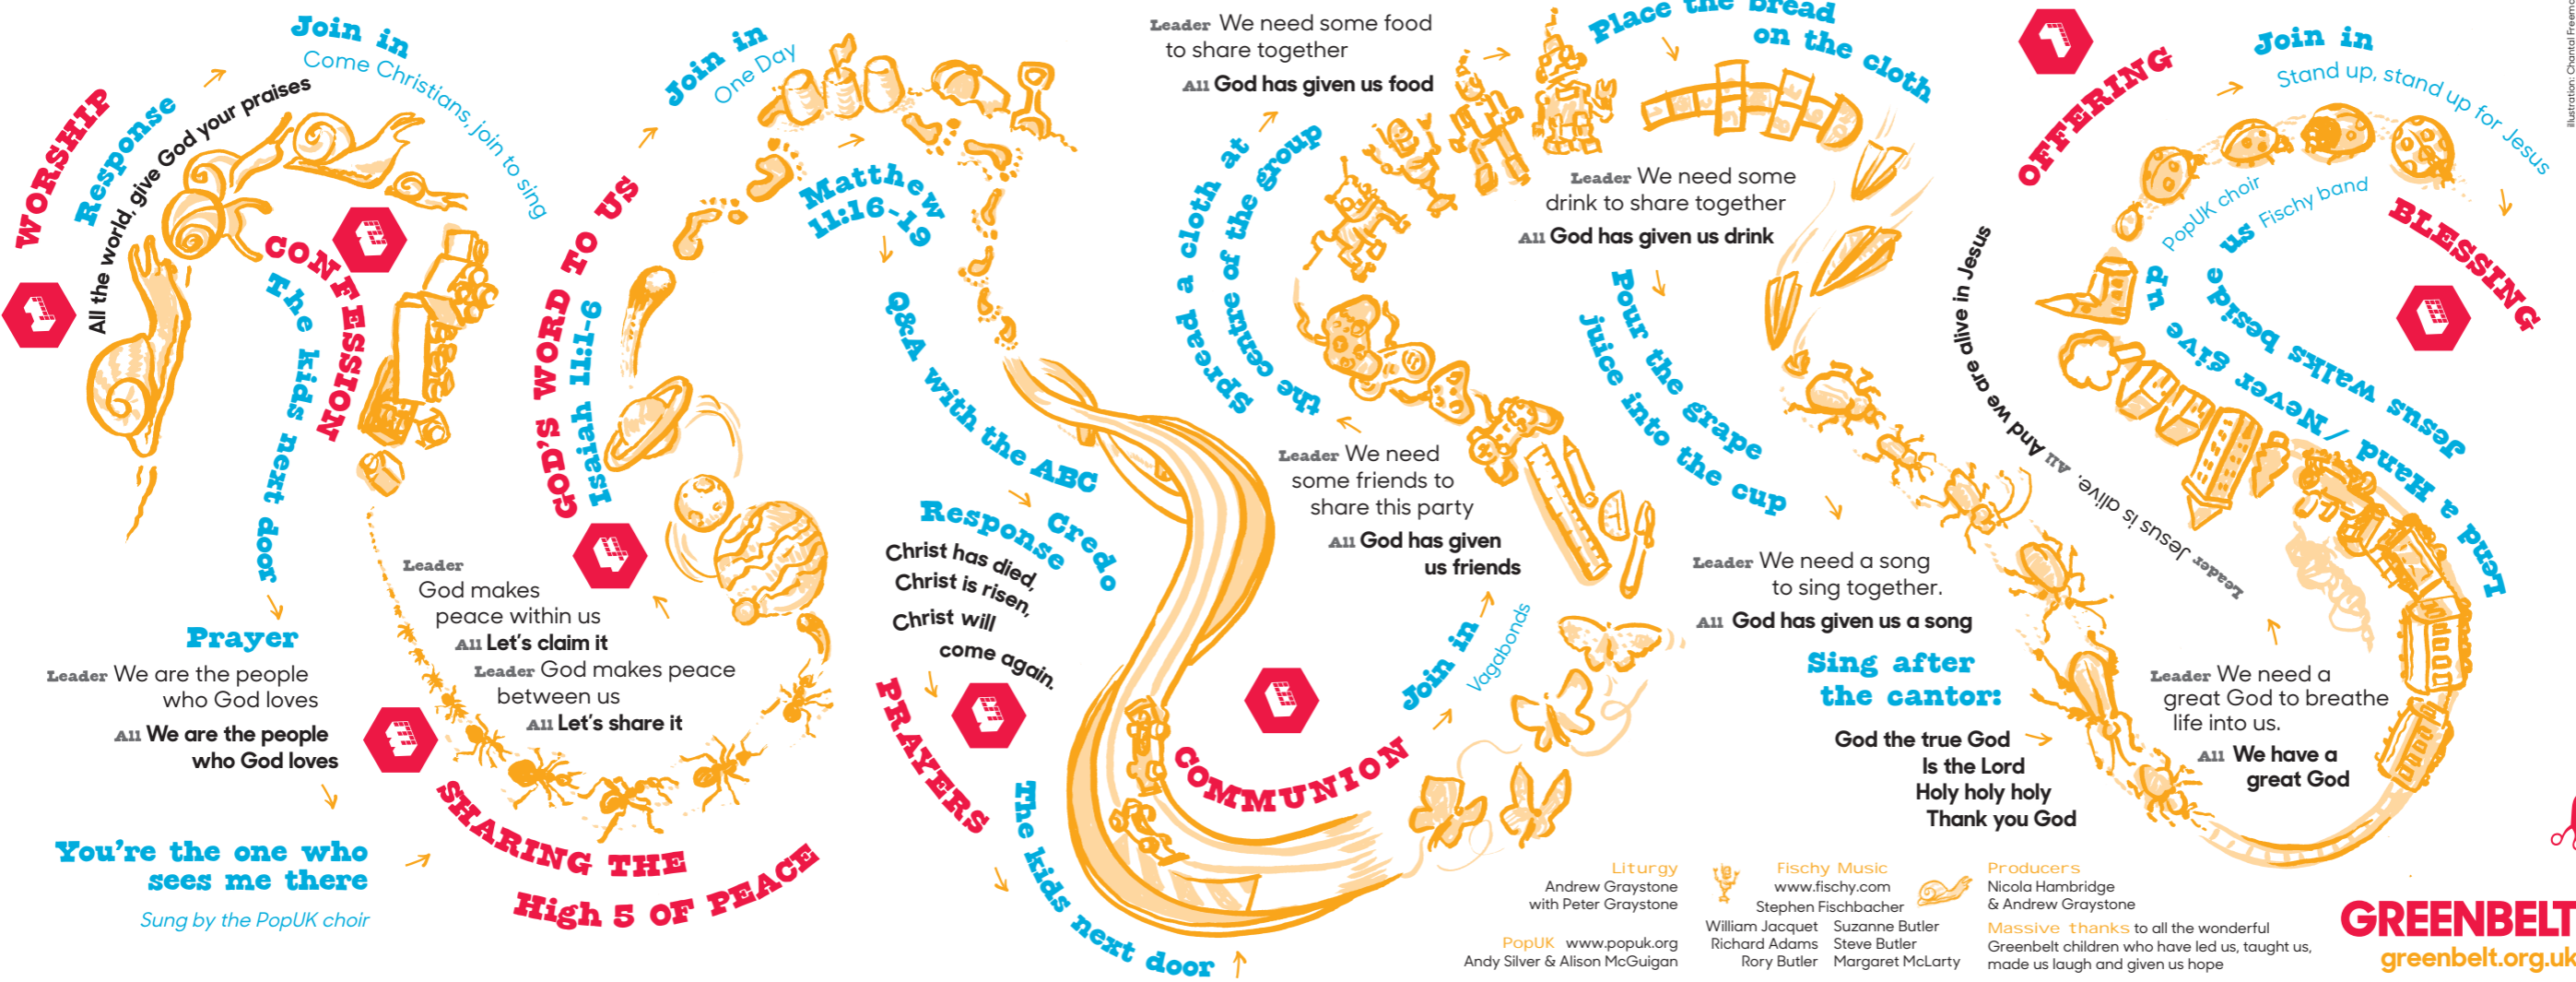 1
WORSHIP
Response
All the world, give God your praises
Join in
Come Christians, join to sing
2
CONFESSION
The kids next door
Prayer
Leader We are the people
who God loves
All We are the people
who God loves
You're the one who
sees me there
Sung by the PopUK choir
3
SHARING THE
High 5 OF PEACE
Leader
God makes
peace within us
All Let's claim it
Leader God makes peace
between us
All Let's share it
4
GOD'S WORD TO US
Isaiah 11:1-6
Join in
One Day
Matthew
11:16-19
Q&A with the ABC
Credo
Response
Christ has died,
Christ is risen,
Christ will
come again.
5
PRAYERS
The kids next door
6
COMMUNION
Join in
Vagabonds
Leader We need
some friends to
share this party
All God has given
us friends
Spread a cloth at
the centre of the group
Leader We need some food
to share together
All God has given us food
Place the bread
on the cloth
Leader We need some
drink to share together
All God has given us drink
Pour the grape
juice into the cup
Leader We need a song
to sing together.
All God has given us a song
Sing after
the cantor:
God the true God
Is the Lord
Holy holy holy
Thank you God
Leader We need a
great God to breathe
life into us.
All We have a
great God
Leader Jesus is alive. All And we are alive in Jesus
7
OFFERING
Join in
Stand up, stand up for Jesus
BLESSING
8
Lend a Hand / Never give up
PopUK choir
Jesus walks beside us Fischy band
Liturgy
Andrew Graystone
with Peter Graystone
PopUK www.popuk.org
Andy Silver & Alison McGuigan
Fischy Music
www.fischy.com
Stephen Fischbacher
William Jacquet Suzanne Butler
Richard Adams Steve Butler
Rory Butler Margaret McLarty
Producers
Nicola Hambridge
& Andrew Graystone
Massive thanks to all the wonderful
Greenbelt children who have led us, taught us,
made us laugh and given us hope
GREENBELT
greenbelt.org.uk
illustration: Chantal Freema